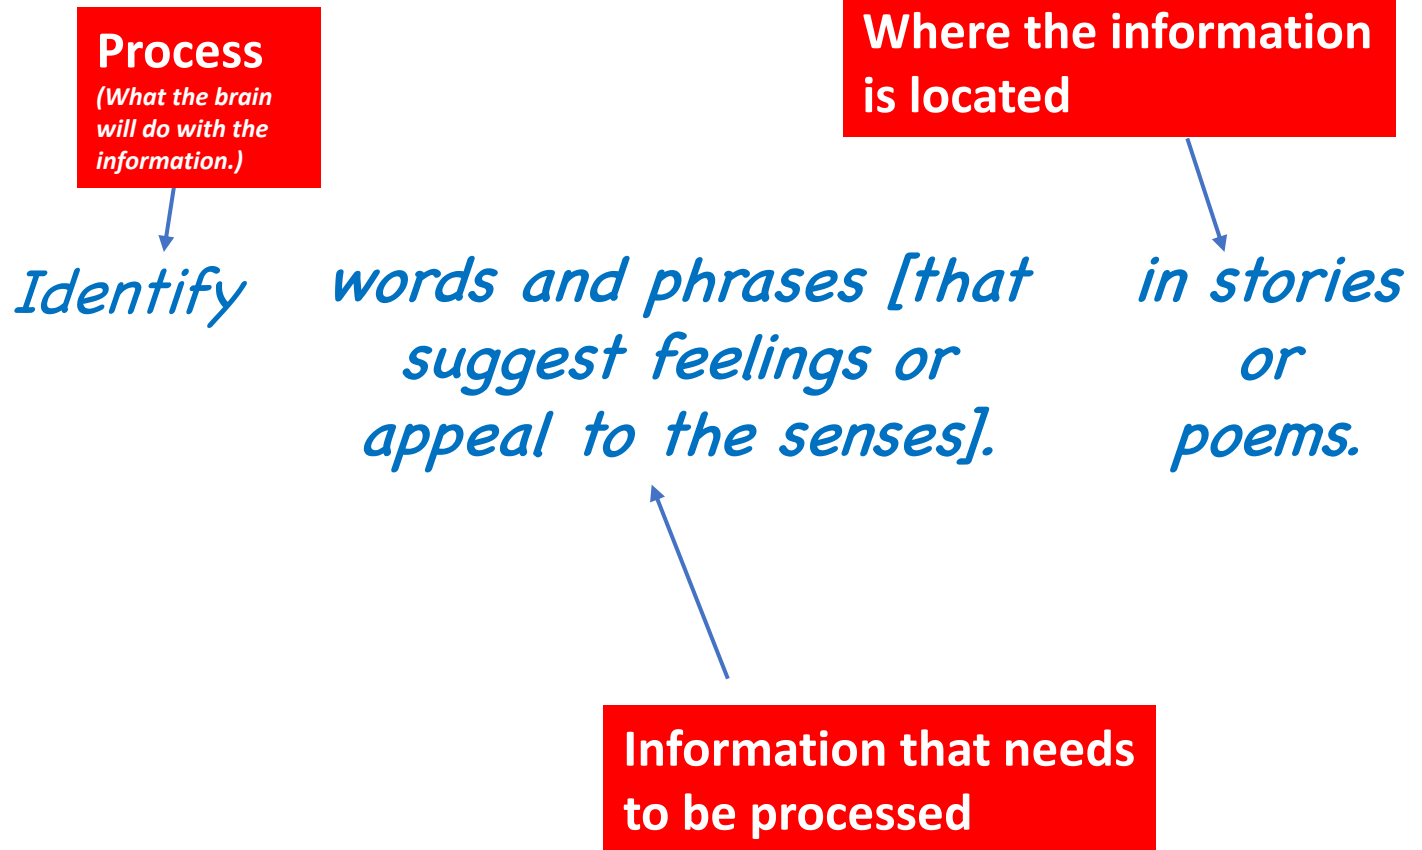 Process
(What the brain
will do with the
information.)
Where the information
is located
Identify
words and phrases [that
suggest feelings or
appeal to the senses].
in stories
or
poems.
Information that needs
to be processed